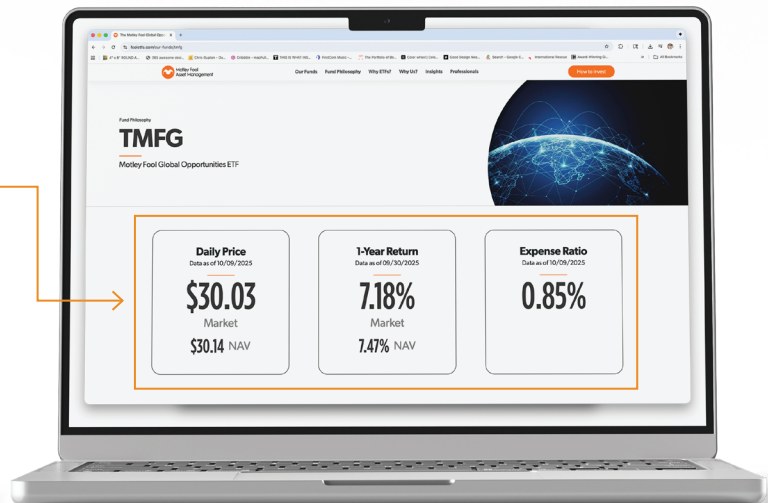 The Motley Fool Global Opp
fooletfs.com/our-funds/tmfg
All Bookmarks
Motley Fool
Asset Management
Our Funds Fund Philosophy Why ETFs? Why Us? Insights Professionals
How to Invest
Fund Philosophy
TMFG
Motley Fool Global Opportunities ETF
Daily Price
Data as of 10/09/2025
$30.03
Market
$30.14 NAV
1-Year Return
Data as of 09/30/2025
7.18%
Market
7.47% NAV
Expense Ratio
Data as of 10/09/2025
0.85%